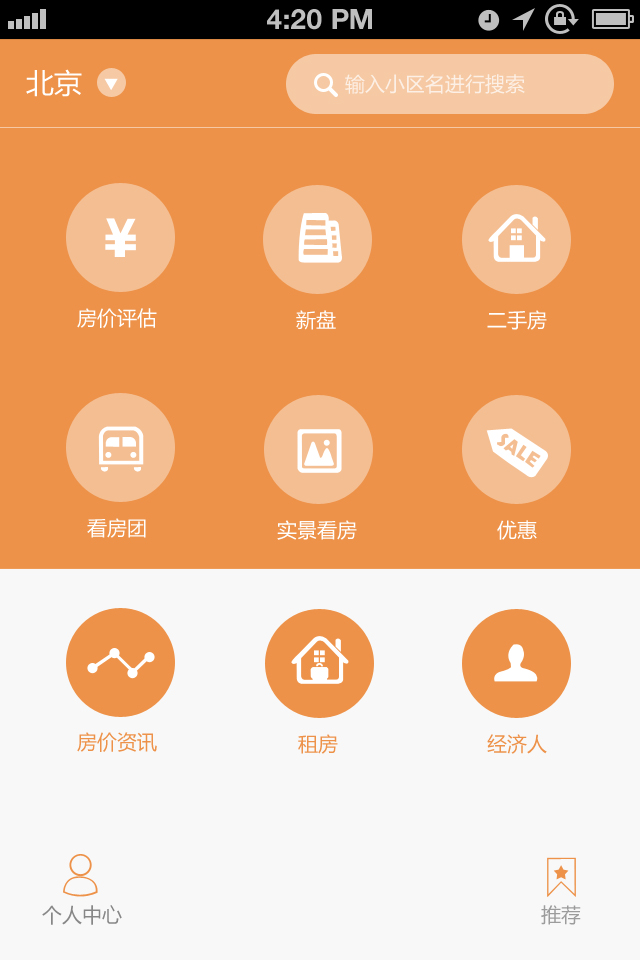 4:20 PM
北京
输入小区名进行搜索
¥
房价评估
新盘
二手房
SALE
看房团
实景看房
优惠
房价资讯
租房
经济人
个人中心
推荐